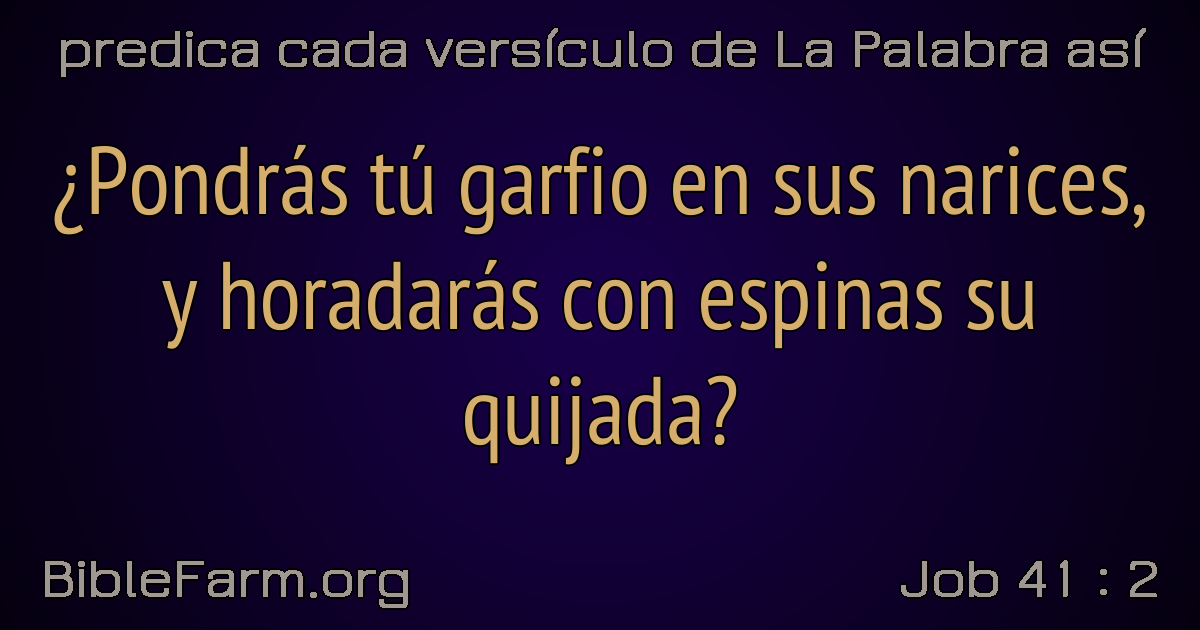 predica cada versículo de La Palabra así
¿Pondrás tú garfio en sus narices,
y horadarás con espinas su
quijada?
BibleFarm.org
Job 41 : 2